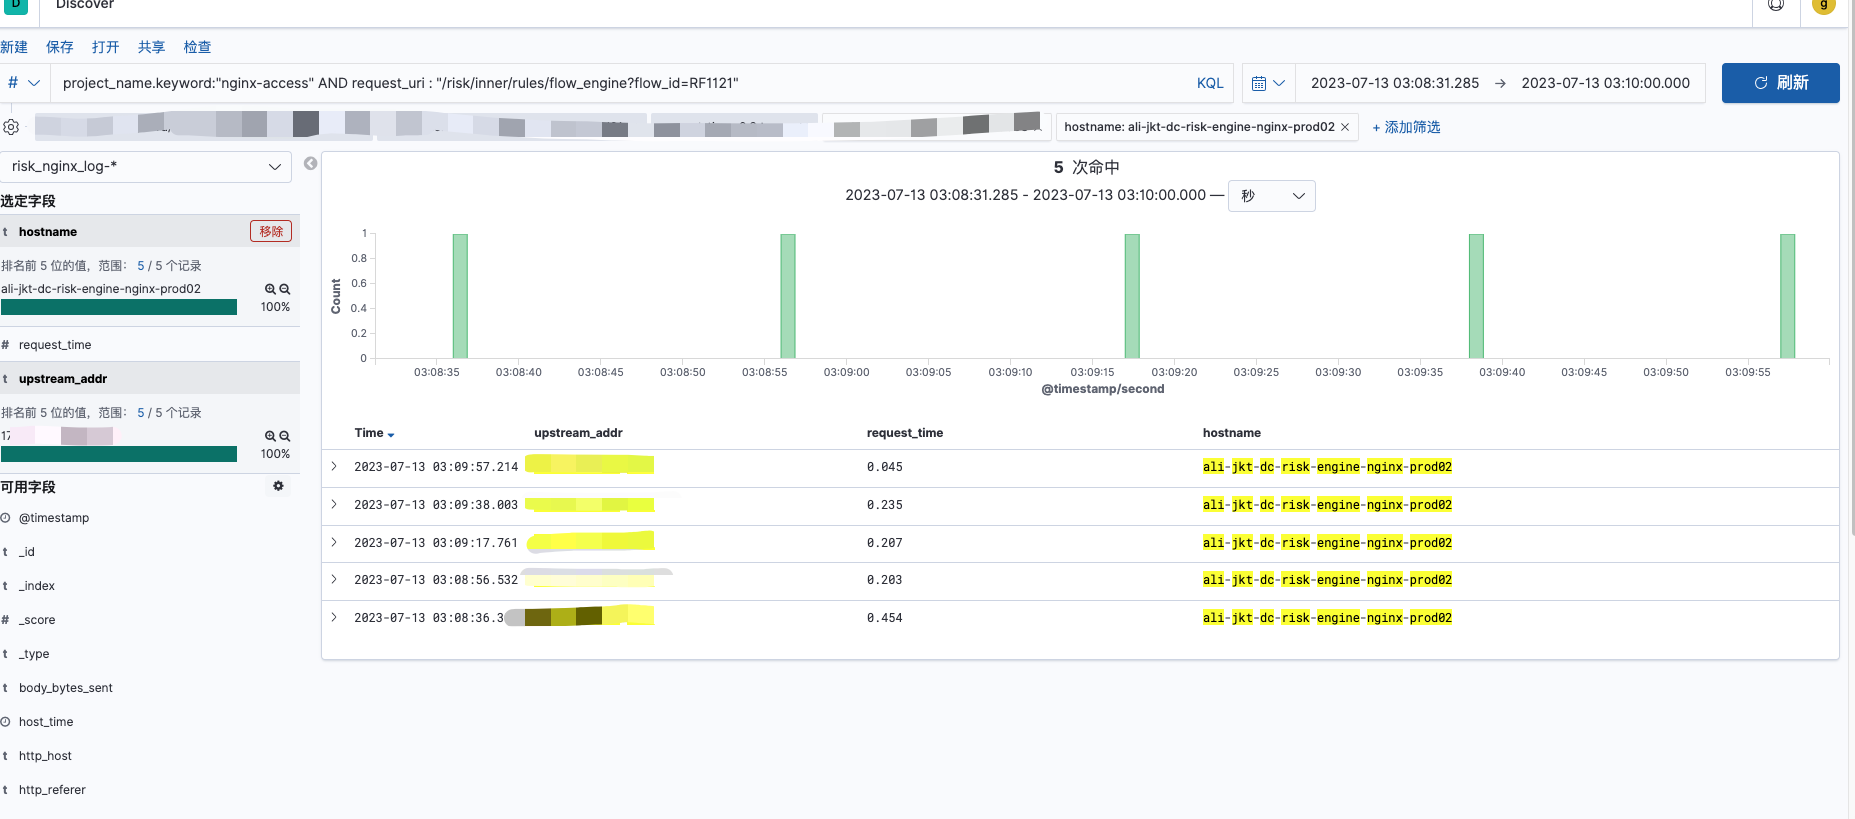 D Discover g
新建 保存 打开 共享 检查
# project_name.keyword:"nginx-access" AND request_uri : "/risk/inner/rules/flow_engine?flow_id=RF1121" KQL 2023-07-13 03:08:31.285 → 2023-07-13 03:10:00.000 刷新
hostname: ali-jkt-dc-risk-engine-nginx-prod02 × + 添加筛选
risk_nginx_log-*
选定字段
t hostname 移除
排名前 5 位的值，范围： 5 / 5 个记录
ali-jkt-dc-risk-engine-nginx-prod02
100%
# request_time
t upstream_addr
排名前 5 位的值，范围： 5 / 5 个记录
17
100%
可用字段
@timestamp
t _id
t _index
# _score
t _type
t body_bytes_sent
host_time
t http_host
t http_referer
5 次命中
2023-07-13 03:08:31.285 - 2023-07-13 03:10:00.000 — 秒
Count
1
0.8
0.6
0.4
0.2
0
03:08:35 03:08:40 03:08:45 03:08:50 03:08:55 03:09:00 03:09:05 03:09:10 03:09:15 03:09:20 03:09:25 03:09:30 03:09:35 03:09:40 03:09:45 03:09:50 03:09:55
@timestamp/second
Time upstream_addr request_time hostname
2023-07-13 03:09:57.214 0.045 ali-jkt-dc-risk-engine-nginx-prod02
2023-07-13 03:09:38.003 0.235 ali-jkt-dc-risk-engine-nginx-prod02
2023-07-13 03:09:17.761 0.207 ali-jkt-dc-risk-engine-nginx-prod02
2023-07-13 03:08:56.532 0.203 ali-jkt-dc-risk-engine-nginx-prod02
2023-07-13 03:08:36.3 0.454 ali-jkt-dc-risk-engine-nginx-prod02